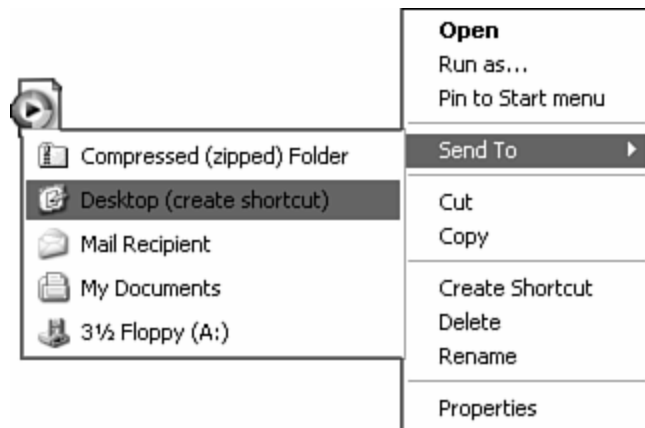 Open
Run as...
Pin to Start menu
Send To
Compressed (zipped) Folder
Desktop (create shortcut)
Mail Recipient
My Documents
3½ Floppy (A:)
Cut
Copy
Create Shortcut
Delete
Rename
Properties